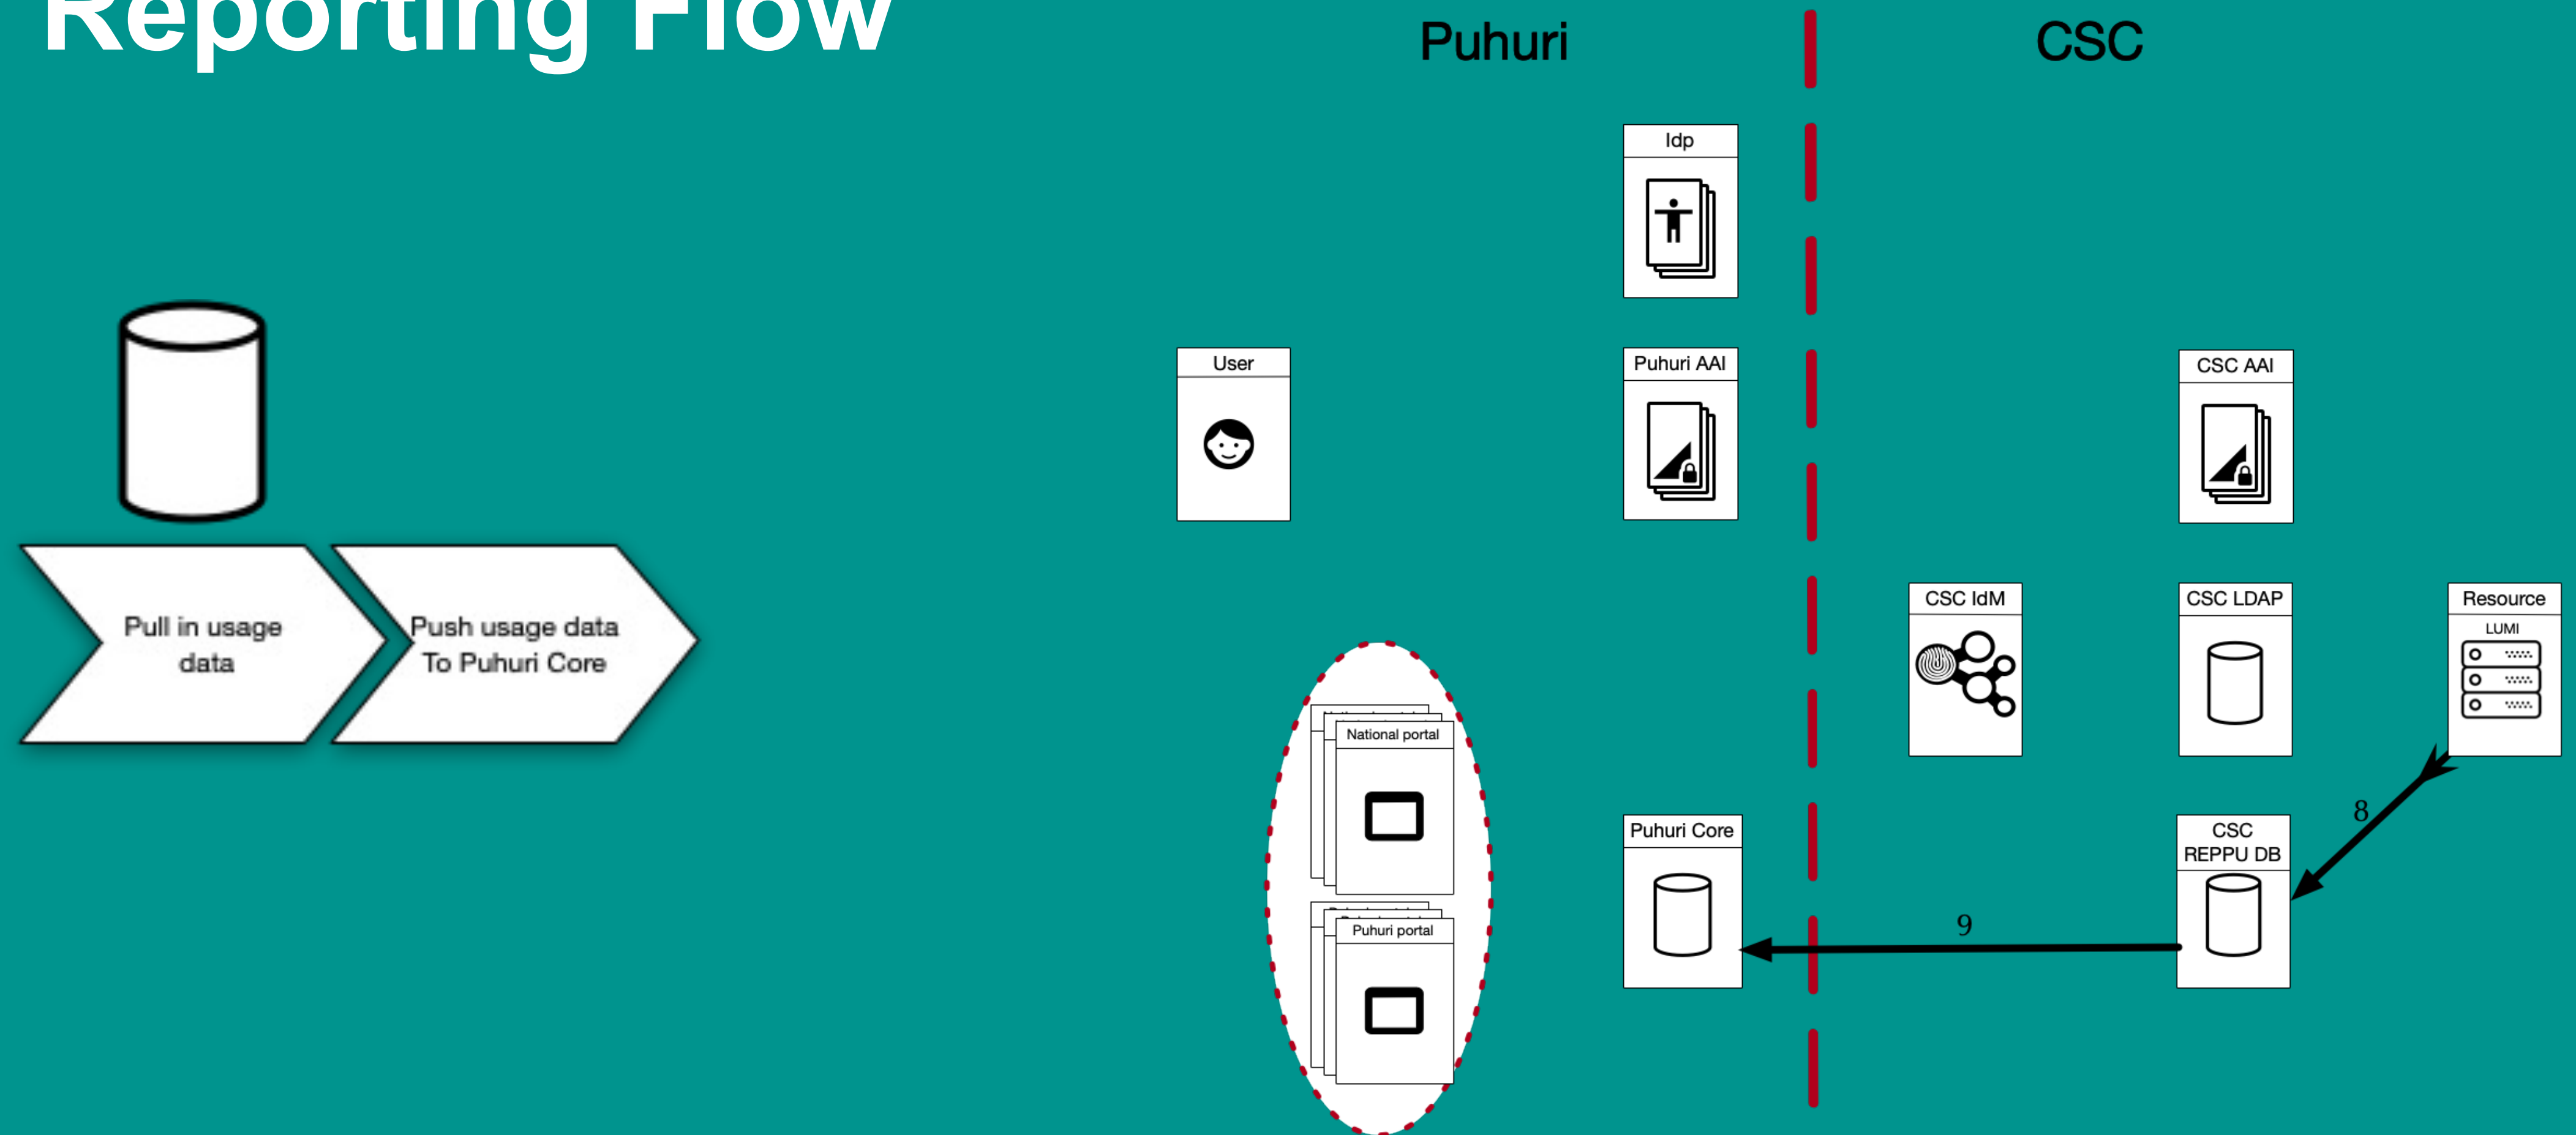 Reporting Flow
Puhuri
CSC
Idp
User
Puhuri AAI
CSC AAI
Pull in usage
data
Push usage data
To Puhuri Core
CSC IdM
CSC LDAP
Resource
LUMI
National portal
Puhuri portal
Puhuri Core
CSC
REPPU DB
8
9